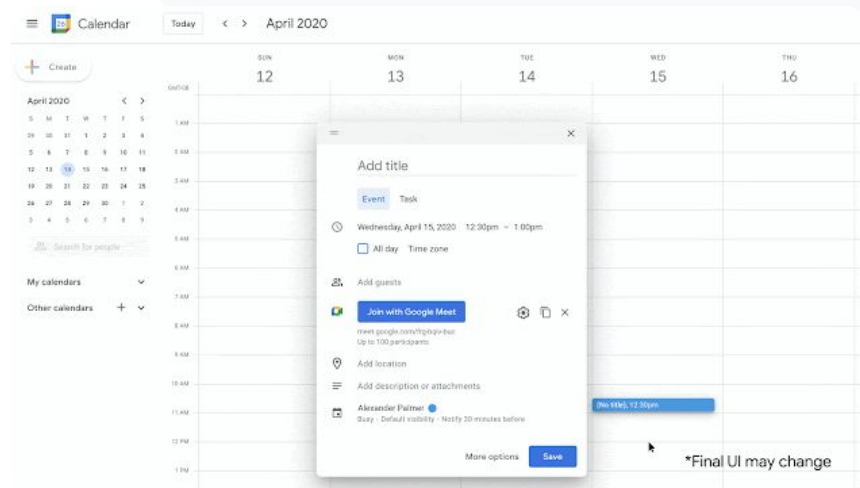 Calendar
Today
April 2020
Create
April 2020
S M T W T F S
29 30 31 1 2 3 4
5 6 7 8 9 10 11
12 13 14 15 16 17 18
19 20 21 22 23 24 25
26 27 28 29 30 1 2
3 4 5 6 7 8 9
Search for people
My calendars
Other calendars
SUN
12
MON
13
TUE
14
WED
15
THU
16
1 AM
2 AM
3 AM
4 AM
5 AM
6 AM
7 AM
8 AM
9 AM
10 AM
11 AM
12 PM
1 PM
Add title
Event Task
Wednesday, April 15, 2020 12:30pm – 1:00pm
All day Time zone
Add guests
Join with Google Meet
Up to 100 participants
Add location
Add description or attachments
Alexander Palmer
Busy · Default visibility · Notify 30 minutes before
More options
Save
(No title), 12:30pm
*Final UI may change